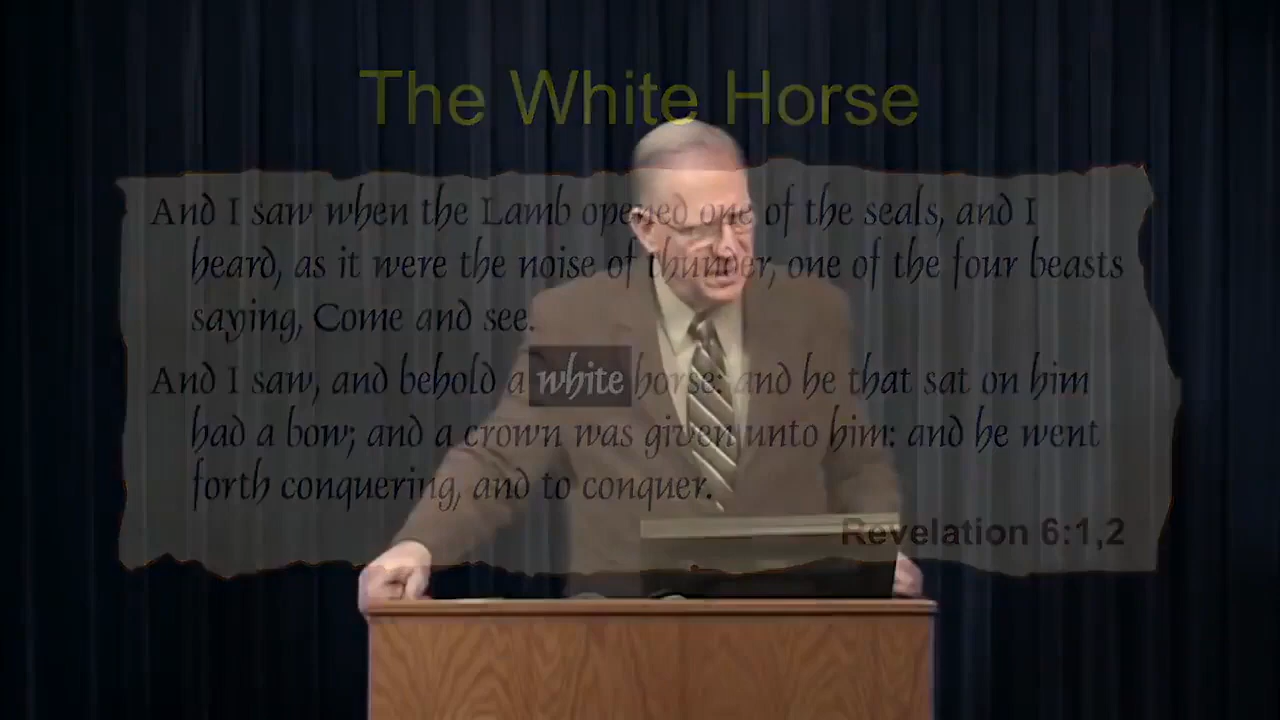 The White Horse
And I saw when the Lamb opened one of the seals, and I
heard, as it were the noise of thunder, one of the four beasts
saying, Come and see.
And I saw, and behold a white horse: and he that sat on him
had a bow; and a crown was given unto him: and he went
forth conquering, and to conquer.
Revelation 6:1,2